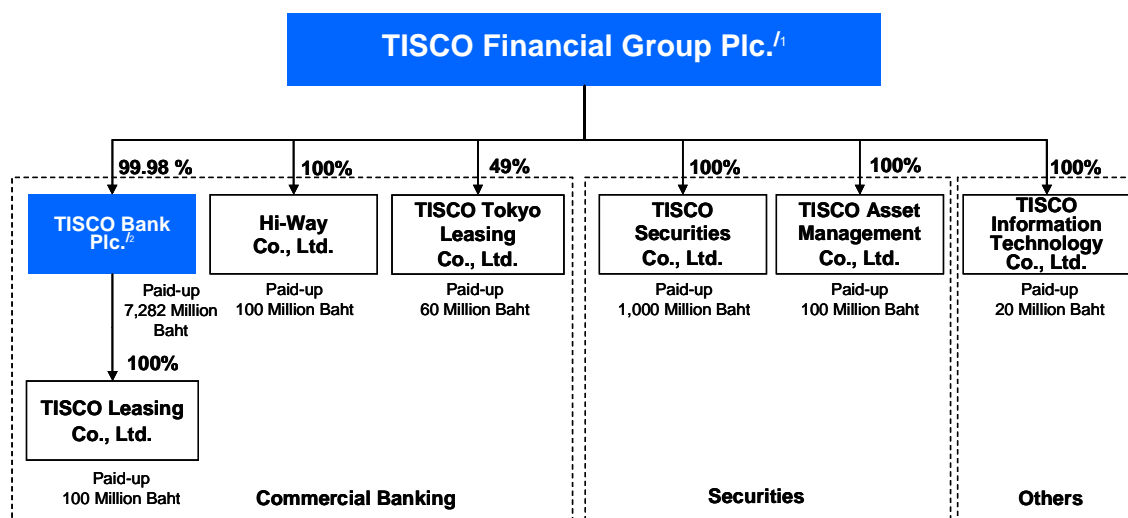 TISCO Financial Group Plc./1
99.98 %
100%
49%
100%
100%
100%
TISCO Bank
Plc./2
Hi-Way
Co., Ltd.
TISCO Tokyo
Leasing
Co., Ltd.
TISCO
Securities
Co., Ltd.
TISCO Asset
Management
Co., Ltd.
TISCO
Information
Technology
Co., Ltd.
Paid-up
7,282 Million
Baht
Paid-up
100 Million Baht
Paid-up
60 Million Baht
Paid-up
1,000 Million Baht
Paid-up
100 Million Baht
Paid-up
20 Million Baht
100%
TISCO Leasing
Co., Ltd.
Paid-up
100 Million Baht
Commercial Banking
Securities
Others